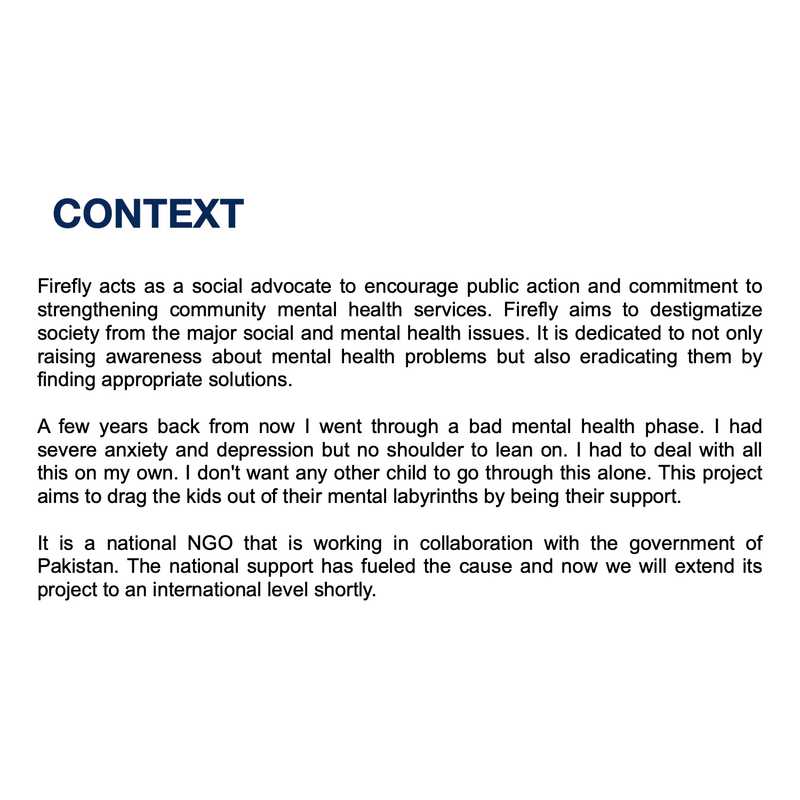 CONTEXT
Firefly acts as a social advocate to encourage public action and commitment to
strengthening community mental health services. Firefly aims to destigmatize
society from the major social and mental health issues. It is dedicated to not only
raising awareness about mental health problems but also eradicating them by
finding appropriate solutions.
A few years back from now I went through a bad mental health phase. I had
severe anxiety and depression but no shoulder to lean on. I had to deal with all
this on my own. I don't want any other child to go through this alone. This project
aims to drag the kids out of their mental labyrinths by being their support.
It is a national NGO that is working in collaboration with the government of
Pakistan. The national support has fueled the cause and now we will extend its
project to an international level shortly.